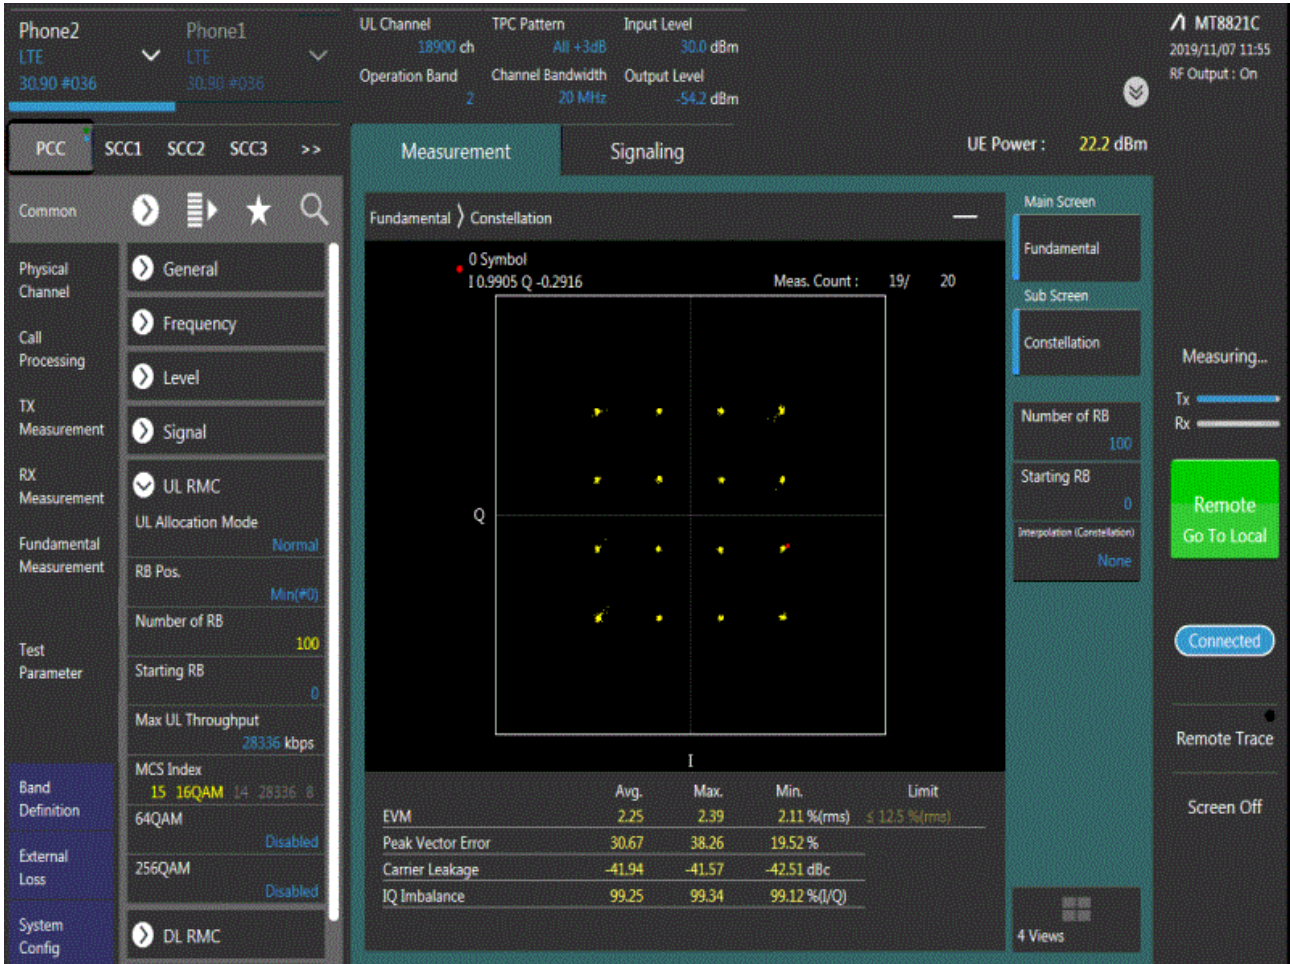 Phone2
LTE
30.90 #036
Phone1
LTE
30.90 #036
UL Channel
18900 ch
TPC Pattern
All +3dB
Input Level
30.0 dBm
Operation Band
2
Channel Bandwidth
20 MHz
Output Level
-54.2 dBm
MT8821C
2019/11/07 11:55
RF Output : On
PCC SCC1 SCC2 SCC3 >>
Measurement
Signaling
UE Power : 22.2 dBm
Common
Physical
Channel
Call
Processing
TX
Measurement
RX
Measurement
Fundamental
Measurement
Test
Parameter
Band
Definition
External
Loss
System
Config
General
Frequency
Level
Signal
UL RMC
UL Allocation Mode
Normal
RB Pos.
Min(#0)
Number of RB
100
Starting RB
0
Max UL Throughput
28336 kbps
MCS Index
15 16QAM 14 28336 8
64QAM
Disabled
256QAM
Disabled
DL RMC
Fundamental 〉 Constellation
0 Symbol
I 0.9905 Q -0.2916
Meas. Count : 19/ 20
Q
I
Avg. Max. Min. Limit
EVM 2.25 2.39 2.11 %(rms) ≤ 12.5 %(rms)
Peak Vector Error 30.67 38.26 19.52 %
Carrier Leakage -41.94 -41.57 -42.51 dBc
IQ Imbalance 99.25 99.34 99.12 %(I/Q)
Main Screen
Fundamental
Sub Screen
Constellation
Number of RB
100
Starting RB
0
Interpolation (Constellation)
None
4 Views
Measuring...
Tx
Rx
Remote
Go To Local
Connected
Remote Trace
Screen Off